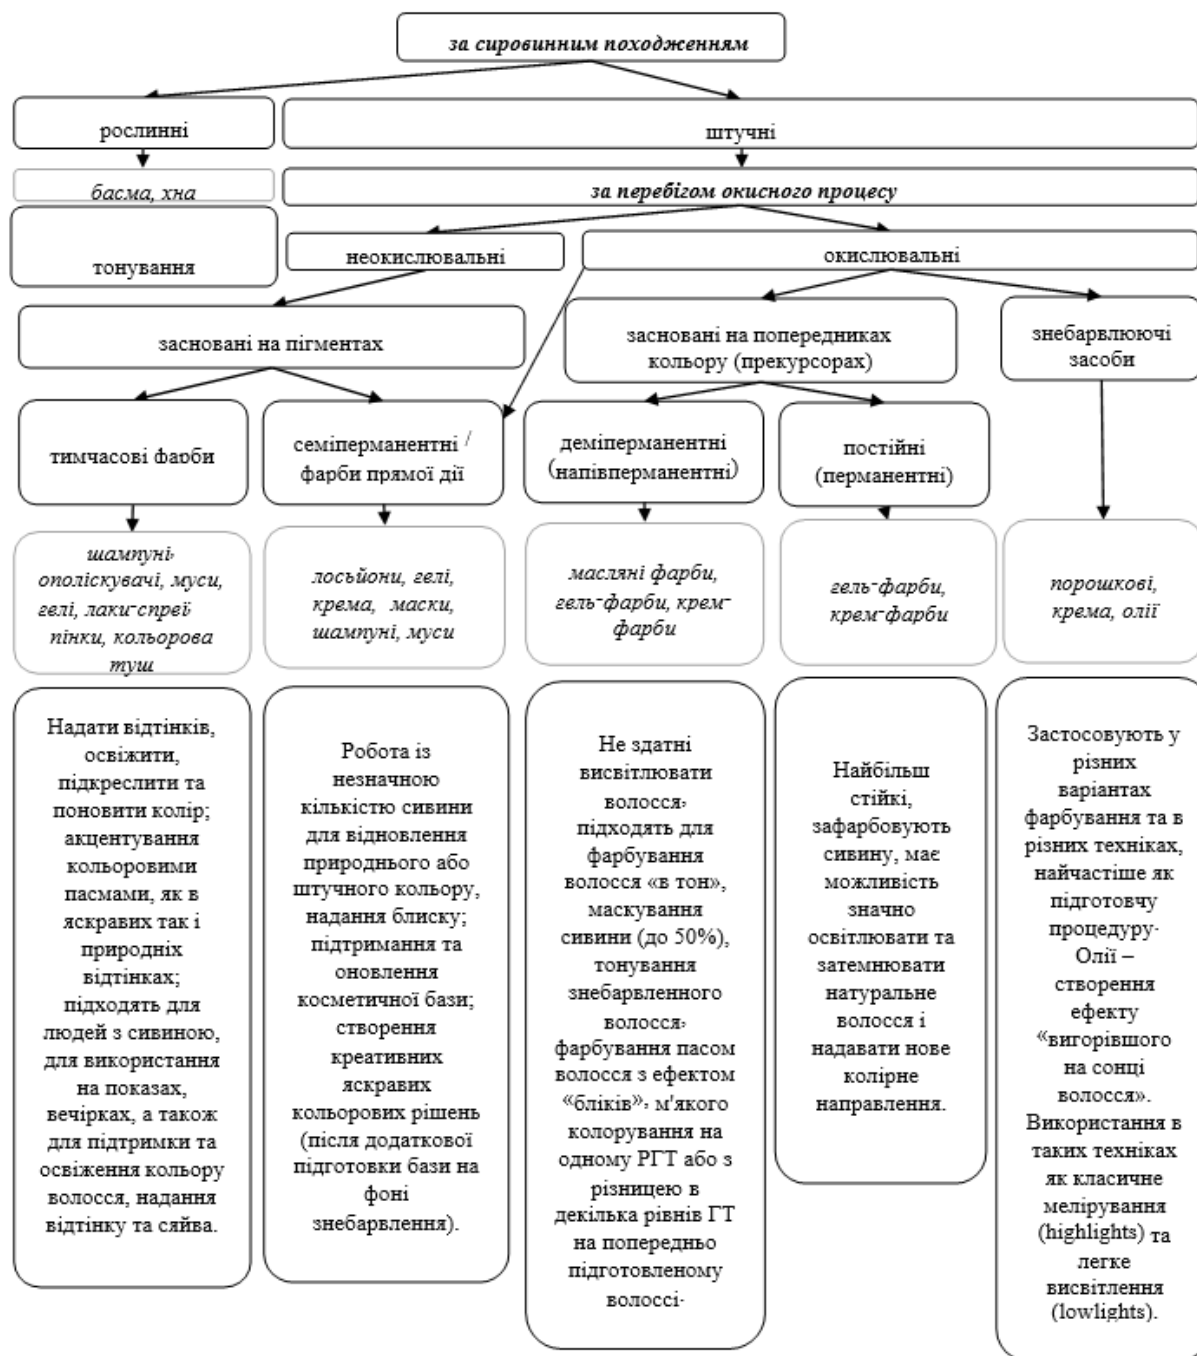 за сировинним походженням
рослинні
штучні
басма, хна
за перебігом окисного процесу
тонування
неокислювальні
окислювальні
засновані на пігментах
засновані на попередниках
кольору (прекурсорах)
знебарвлюючі
засоби
тимчасові фарби
семіперманентні /
фарби прямої дії
деміперманентні
(напівперманентні)
постійні
(перманентні)
шампуні-
ополіскувачі, муси,
гелі, лаки-спреї,
пінки, кольорова
туш
лосьйони, гелі,
крема, маски,
шампуні, муси
масляні фарби,
гель-фарби, крем-
фарби
гель-фарби,
крем-фарби
порошкові,
крема, олії
Надати відтінків,
освіжити,
підкреслити та
поновити колір;
акцентування
кольоровими
пасмами, як в
яскравих так і
природніх
відтінках;
підходять для
людей з сивиною,
для використання
на показах,
вечірках, а також
для підтримки та
освіження кольору
волосся, надання
відтінку та сяйва.
Робота із
незначною
кількістю сивини
для відновлення
природнього або
штучного кольору,
надання блиску;
підтримання та
оновлення
косметичної бази;
створення
креативних
яскравих
кольорових рішень
(після додаткової
підготовки бази на
фоні
знебарвлення).
Не здатні
висвітлювати
волосся,
підходять для
фарбування
волосся «в тон»,
маскування
сивини (до 50%),
тонування
знебарвленного
волосся,
фарбування пасом
волосся з ефектом
«бліків», м'якого
колорування на
одному РГТ або з
різницею в
декілька рівнів ГТ
на попередньо
підготовленому
волоссі.
Найбільш
стійкі,
зафарбовують
сивину, має
можливість
значно
освітлювати та
затемнювати
натуральне
волосся і
надавати нове
колірне
направлення.
Застосовують у
різних
варіантах
фарбування та в
різних техніках,
найчастіше як
підготовчу
процедуру.
Олії –
створення
ефекту
«вигорівшого
на сонці
волосся».
Використання в
таких техніках
як класичне
мелірування
(highlights) та
легке
висвітлення
(lowlights).